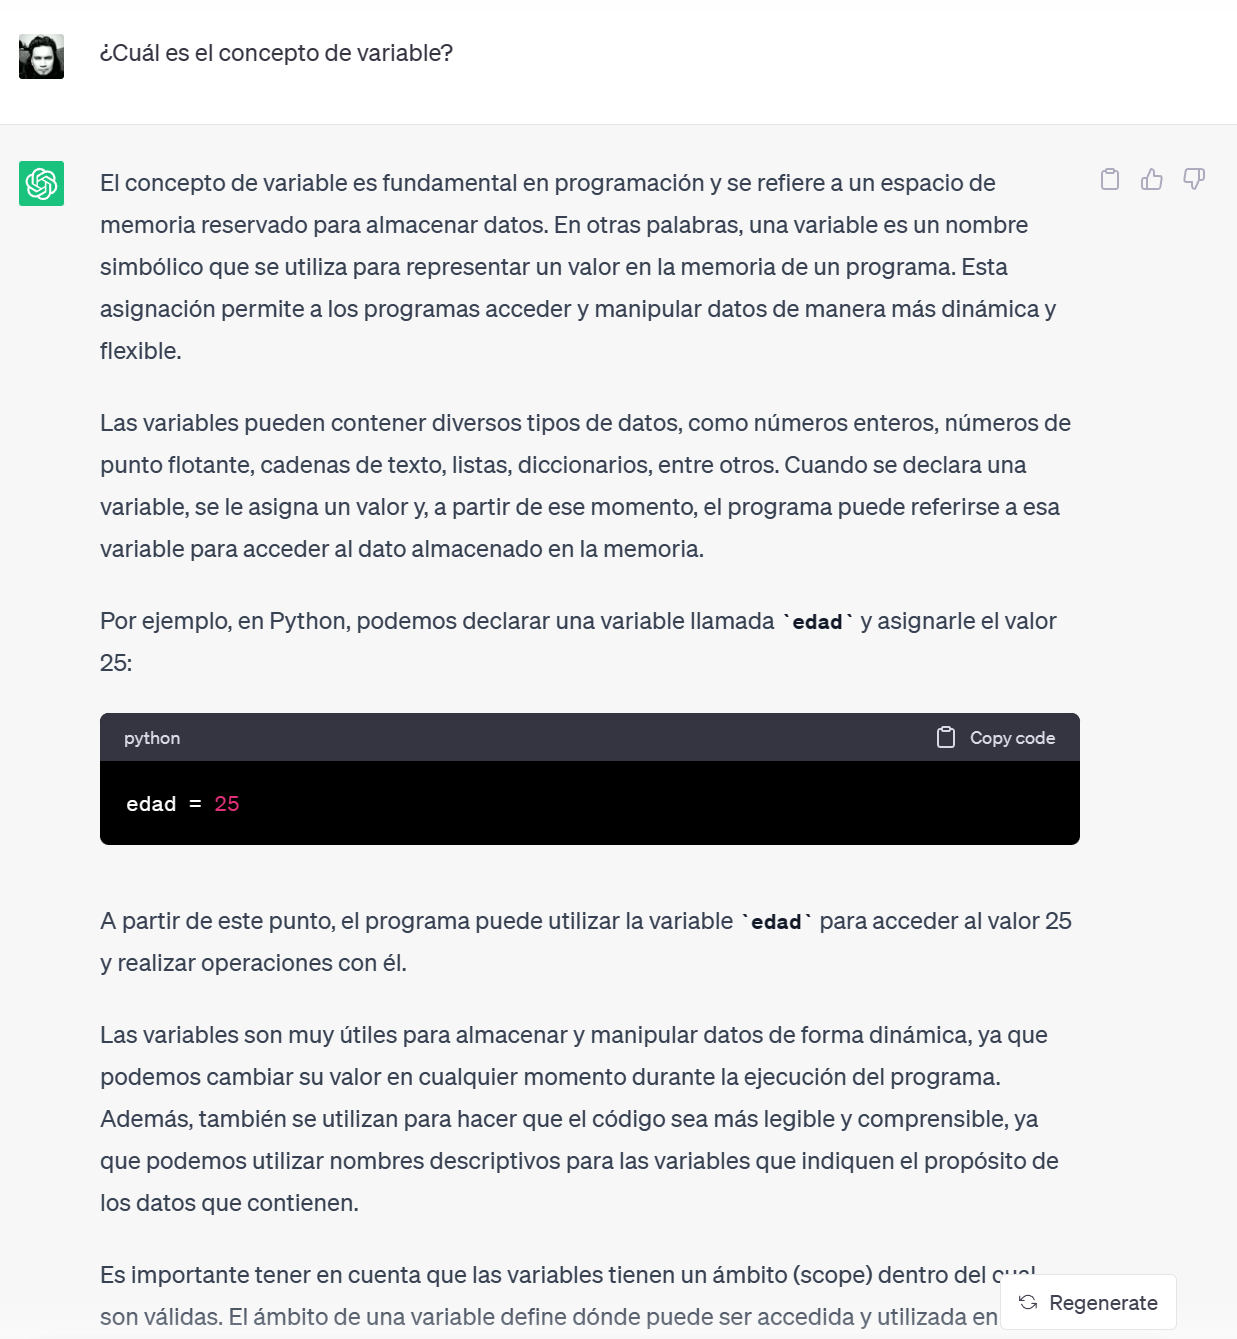 ¿Cuál es el concepto de variable?
El concepto de variable es fundamental en programación y se refiere a un espacio de
memoria reservado para almacenar datos. En otras palabras, una variable es un nombre
simbólico que se utiliza para representar un valor en la memoria de un programa. Esta
asignación permite a los programas acceder y manipular datos de manera más dinámica y
flexible.
Las variables pueden contener diversos tipos de datos, como números enteros, números de
punto flotante, cadenas de texto, listas, diccionarios, entre otros. Cuando se declara una
variable, se le asigna un valor y, a partir de ese momento, el programa puede referirse a esa
variable para acceder al dato almacenado en la memoria.
Por ejemplo, en Python, podemos declarar una variable llamada `edad` y asignarle el valor
25:
python Copy code
edad = 25
A partir de este punto, el programa puede utilizar la variable `edad` para acceder al valor 25
y realizar operaciones con él.
Las variables son muy útiles para almacenar y manipular datos de forma dinámica, ya que
podemos cambiar su valor en cualquier momento durante la ejecución del programa.
Además, también se utilizan para hacer que el código sea más legible y comprensible, ya
que podemos utilizar nombres descriptivos para las variables que indiquen el propósito de
los datos que contienen.
Es importante tener en cuenta que las variables tienen un ámbito (scope) dentro del cual
son válidas. El ámbito de una variable define dónde puede ser accedida y utilizada en
Regenerate